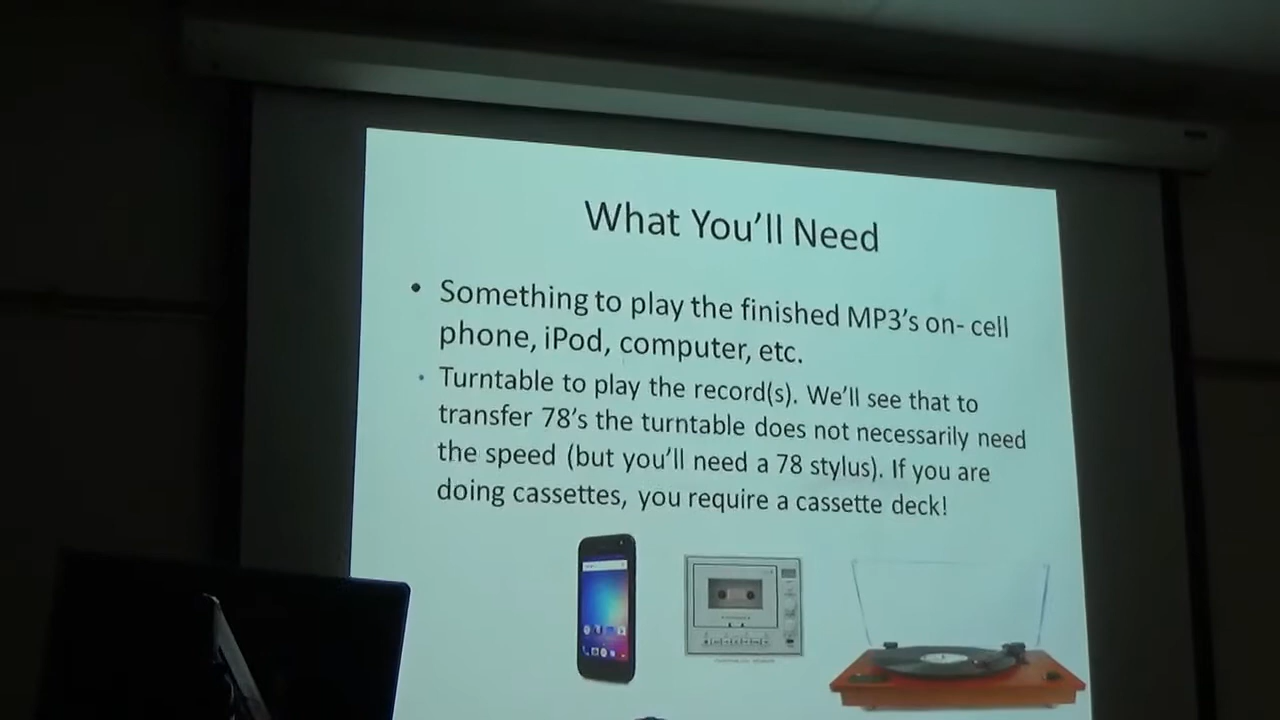 What You'll Need
• Something to play the finished MP3's on- cell
phone, iPod, computer, etc.
• Turntable to play the record(s). We'll see that to
transfer 78's the turntable does not necessarily need
the speed (but you'll need a 78 stylus). If you are
doing cassettes, you require a cassette deck!